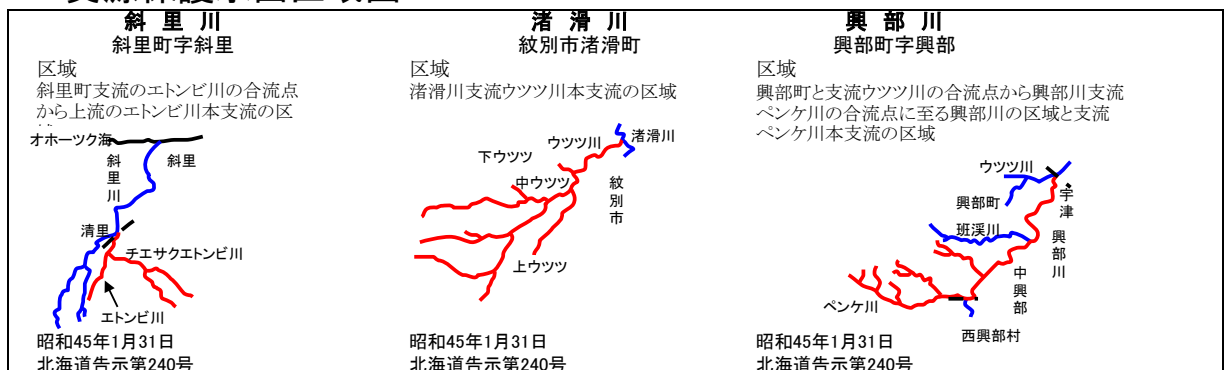 資源保護水面区域図
斜里川
斜里町字斜里
区域
斜里町支流のエトンビ川の合流点
から上流のエトンビ川本支流の区
オホーツク海
斜里川
斜里
清里
チエサクエトンビ川
エトンビ川
昭和45年1月31日
北海道告示第240号
渚滑川
紋別市渚滑町
区域
渚滑川支流ウツツ川本支流の区域
ウツツ川
渚滑川
下ウツツ
中ウツツ
紋別市
上ウツツ
昭和45年1月31日
北海道告示第240号
興部川
興部町字興部
区域
興部町と支流ウツツ川の合流点から興部川支流
ペンケ川の合流点に至る興部川の区域と支流
ペンケ川本支流の区域
ウツツ川
宇津
興部町
班渓川
興部川
中興部
ペンケ川
西興部村
昭和45年1月31日
北海道告示第240号